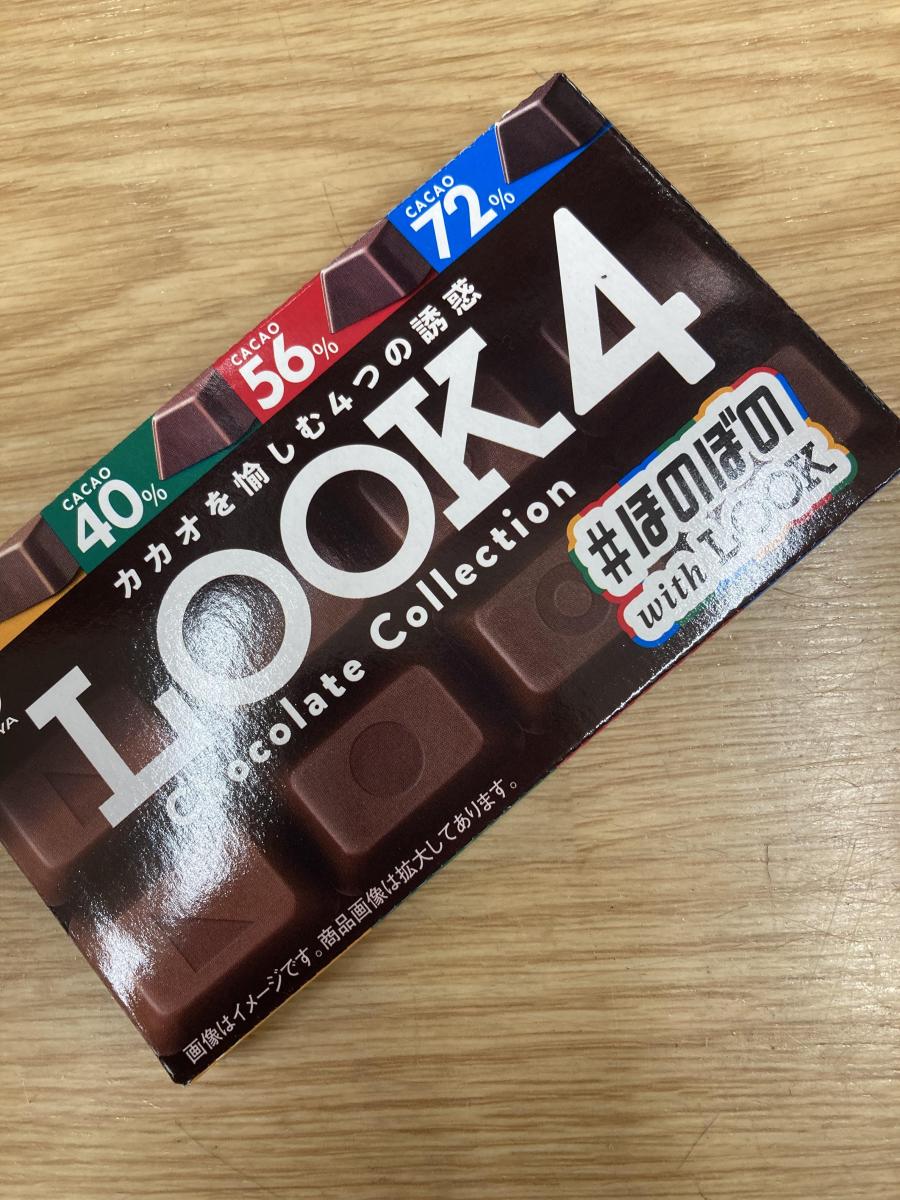 CACAO
40%
CACAO
56%
CACAO
72%
カカオを愉しむ4つの誘惑
LOOK 4
Chocolate Collection
#ほのぼの
with LOOK
画像はイメージです。商品画像は拡大してあります。